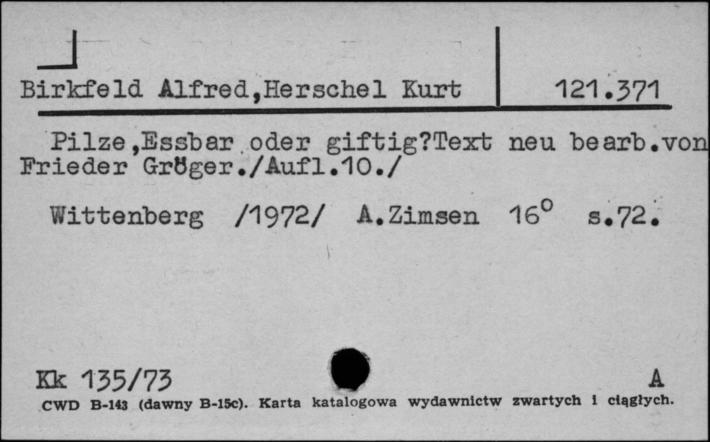 Birkfeld Alfred,Herschel Kurt 121.371
Pilze,Essbar oder giftig?Text neu bearb.von
Frieder Gröger./Aufl.10./
Wittenberg /1972/ A.Zimsen 16° s.72.
Kk 135/73 A
CWD B-143 (dawny B-15c). Karta katalogowa wydawnictw zwartych i ciągłych.